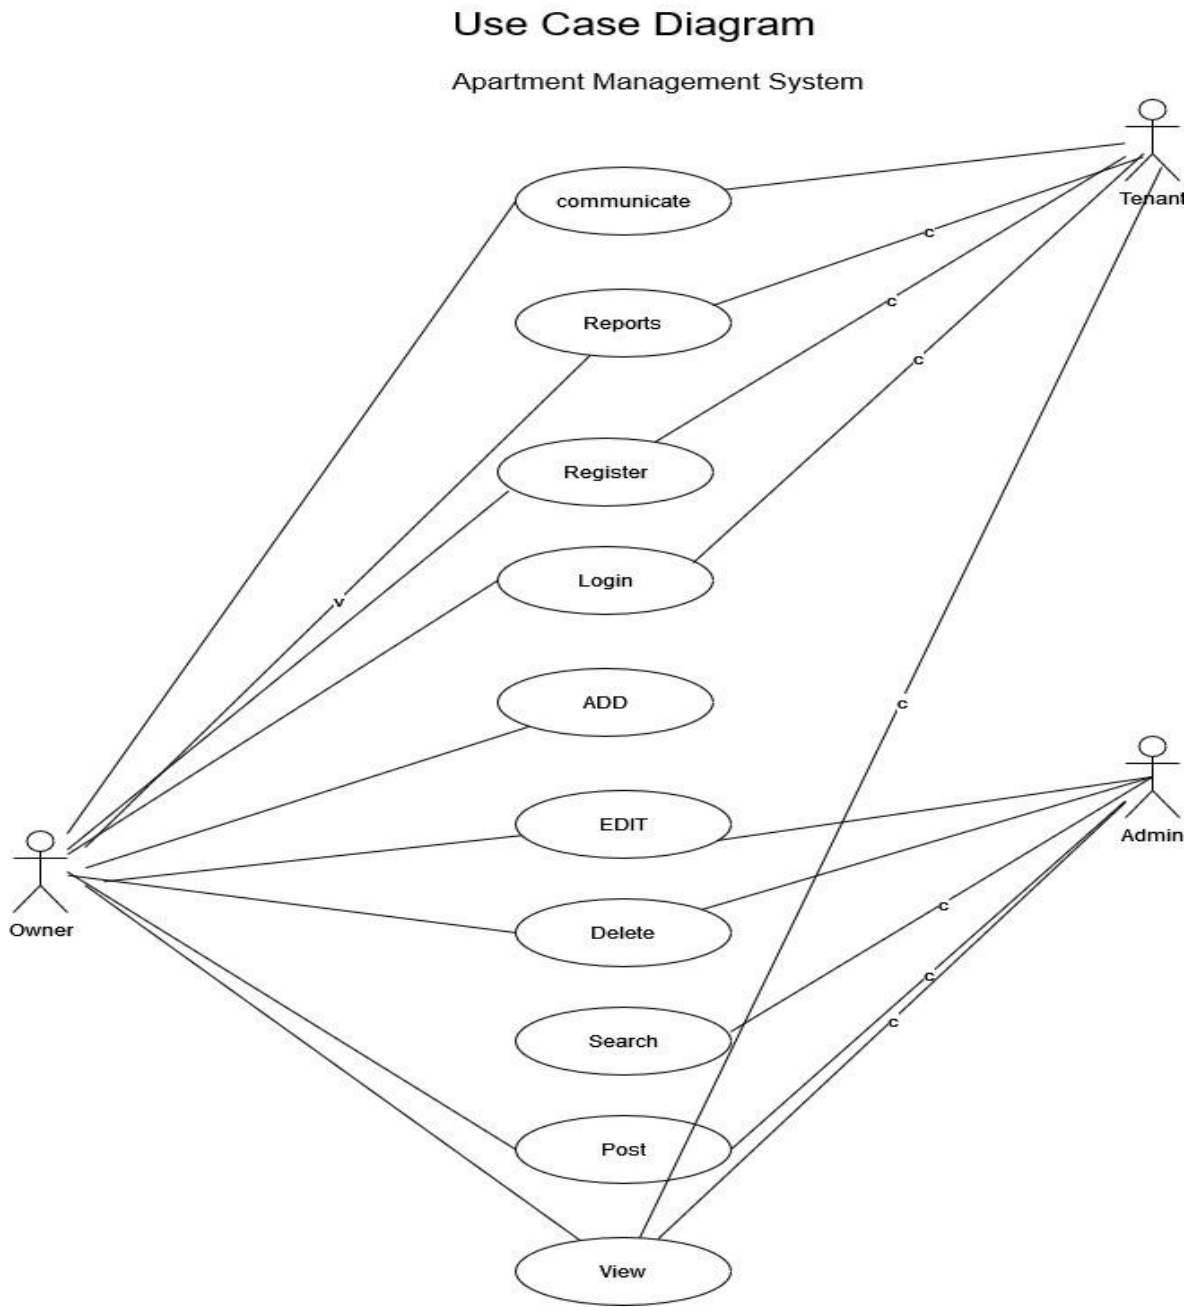 Use Case Diagram
Apartment Management System
Tenant
communicate
c
Reports
c
c
Register
Login
v
ADD
c
EDIT
Admin
Owner
Delete
c
c
c
Search
Post
View